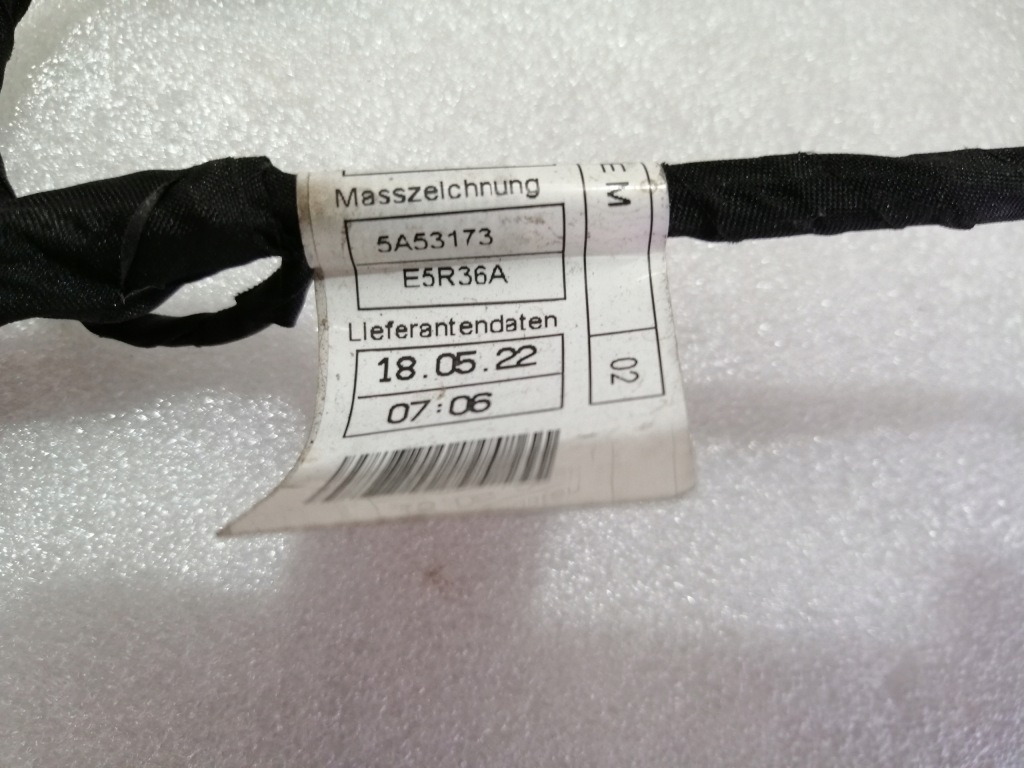 Masszeichnung
5A53173
E5R36A
Lieferantendaten
18.05.22
07:06
EM
02